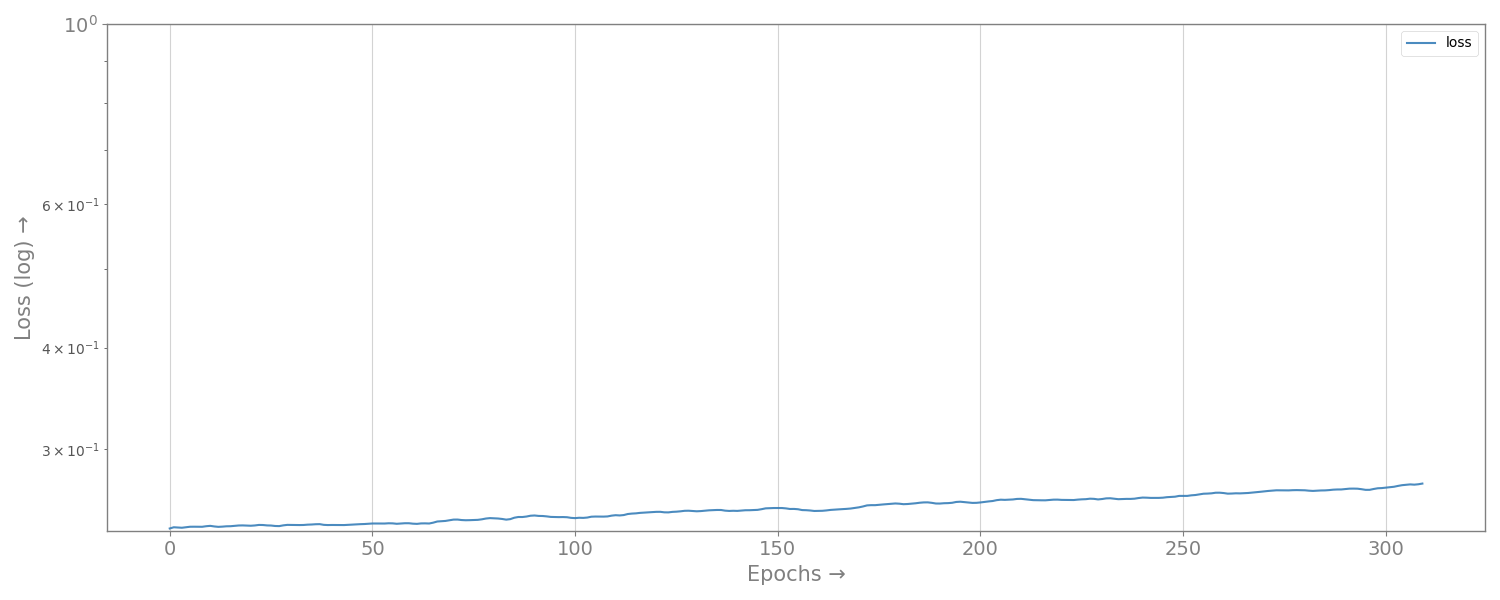 10⁰
loss
6 × 10⁻¹
4 × 10⁻¹
3 × 10⁻¹
Loss (log) →
0 50 100 150 200 250 300
Epochs →